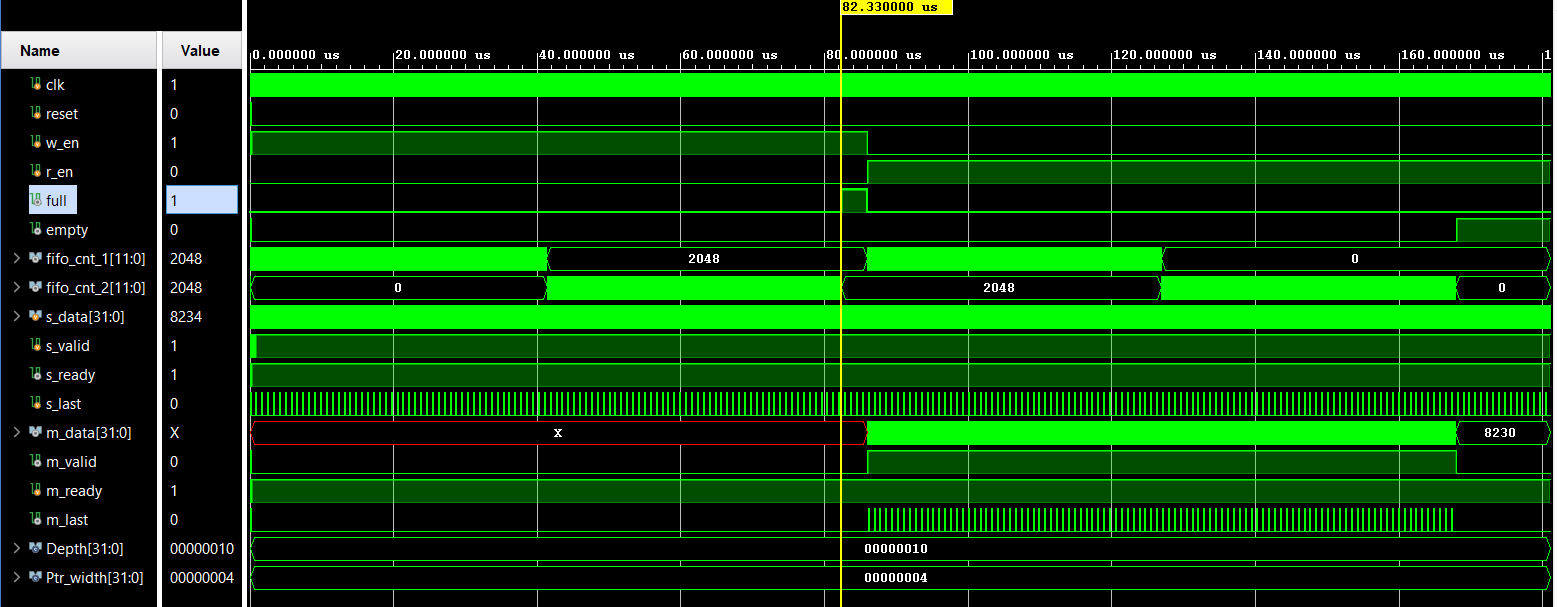 82.330000 us
Name Value
0.000000 us 20.000000 us 40.000000 us 60.000000 us 80.000000 us 100.000000 us 120.000000 us 140.000000 us 160.000000 us 1
clk 1
reset 0
w_en 1
r_en 0
full 1
empty 0
fifo_cnt_1[11:0] 2048 2048 0
fifo_cnt_2[11:0] 2048 0 2048 0
s_data[31:0] 8234
s_valid 1
s_ready 1
s_last 0
m_data[31:0] X X 8230
m_valid 0
m_ready 1
m_last 0
Depth[31:0] 00000010 00000010
Ptr_width[31:0] 00000004 00000004